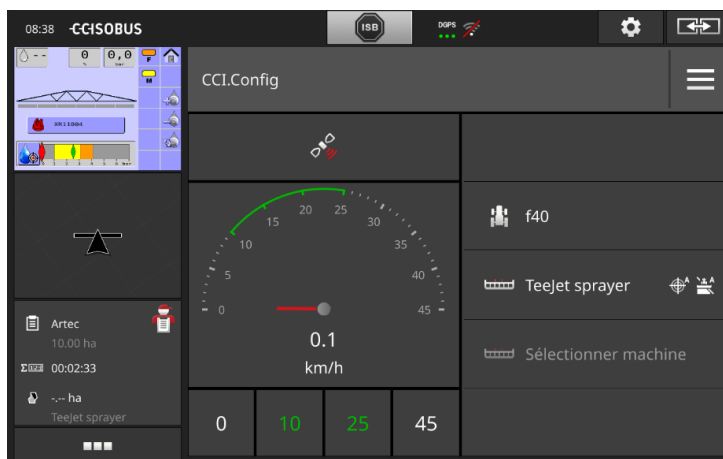 08:38
CCISOBUS
ISB
DGPS
CCI.Config
0
%
0,0
F
M
XR11004
0
5
10
15
20
25
30
35
40
45
0.1
km/h
0
10
25
45
f40
TeeJet sprayer
A
A
Sélectionner machine
Artec
10.00 ha
Σ123
00:02:33
-.-- ha
TeeJet sprayer